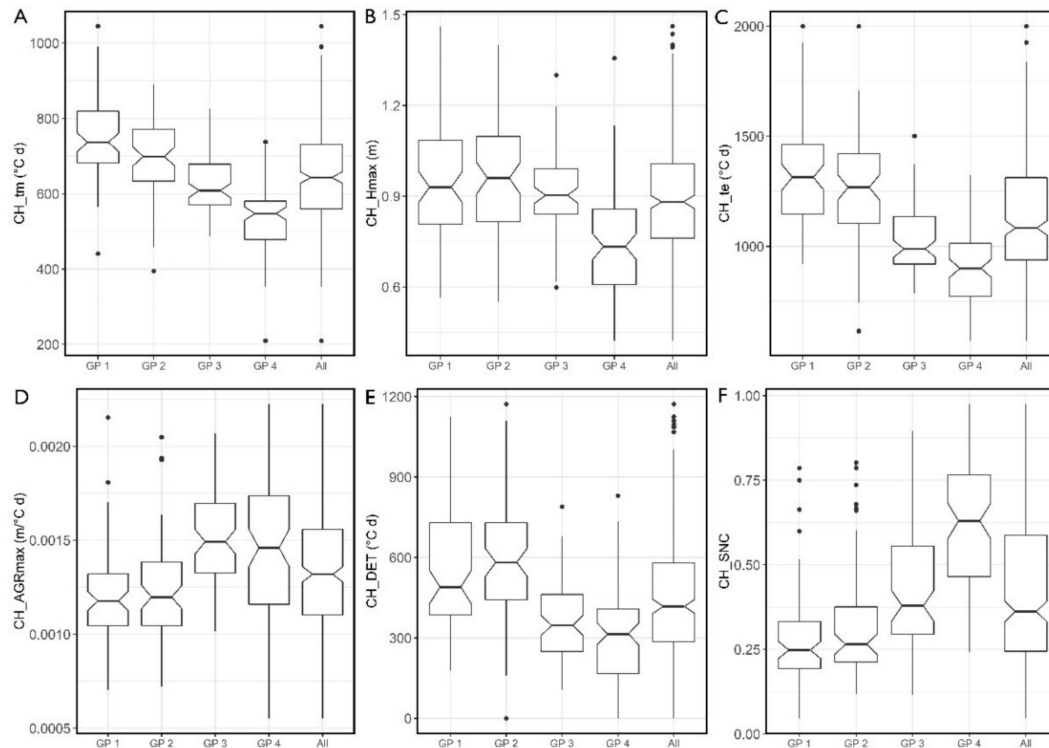 A
CH_tm (°C d)
1000
800
600
400
200
GP 1 GP 2 GP 3 GP 4 All
B
CH_Hmax (m)
1.5
1.2
0.9
0.6
GP 1 GP 2 GP 3 GP 4 All
C
CH_te (°C d)
2000
1500
1000
GP 1 GP 2 GP 3 GP 4 All
D
CH_AGRmax (m/°C d)
0.0020
0.0015
0.0010
0.0005
GP 1 GP 2 GP 3 GP 4 All
E
CH_DET (°C d)
1200
900
600
300
0
GP 1 GP 2 GP 3 GP 4 All
F
CH_SNC
1.00
0.75
0.50
0.25
0.00
GP 1 GP 2 GP 3 GP 4 All